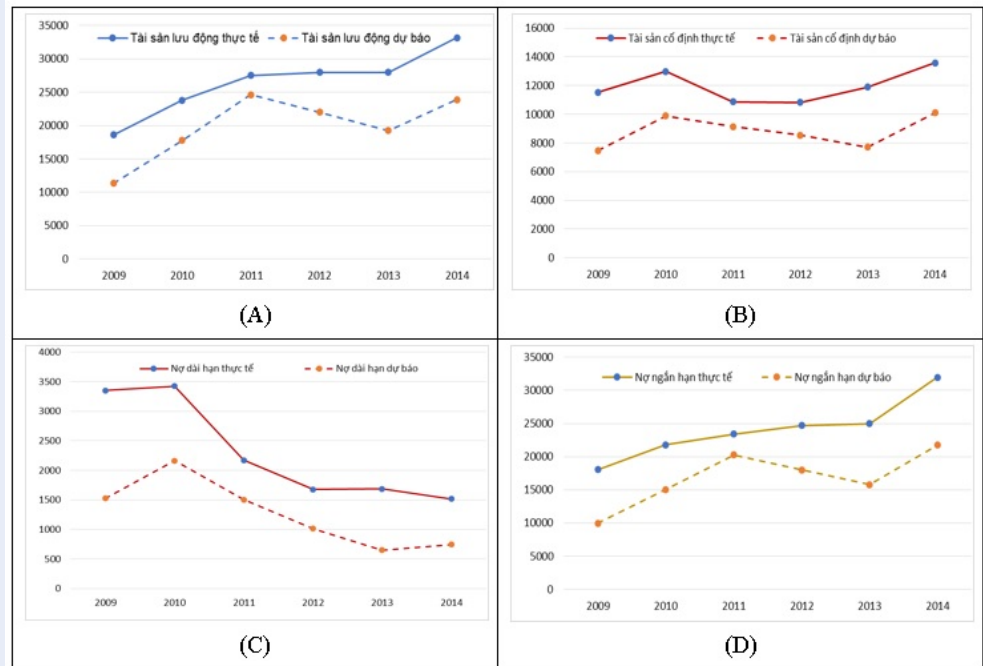 Tài sản lưu động thực tế Tài sản lưu động dự báo
35000
30000
25000
20000
15000
10000
5000
0
2009 2010 2011 2012 2013 2014
(A)
Tài sản cố định thực tế Tài sản cố định dự báo
16000
14000
12000
10000
8000
6000
4000
2000
0
2009 2010 2011 2012 2013 2014
(B)
Nợ dài hạn thực tế Nợ dài hạn dự báo
4000
3500
3000
2500
2000
1500
1000
500
0
2009 2010 2011 2012 2013 2014
(C)
Nợ ngắn hạn thực tế Nợ ngắn hạn dự báo
35000
30000
25000
20000
15000
10000
5000
0
2009 2010 2011 2012 2013 2014
(D)